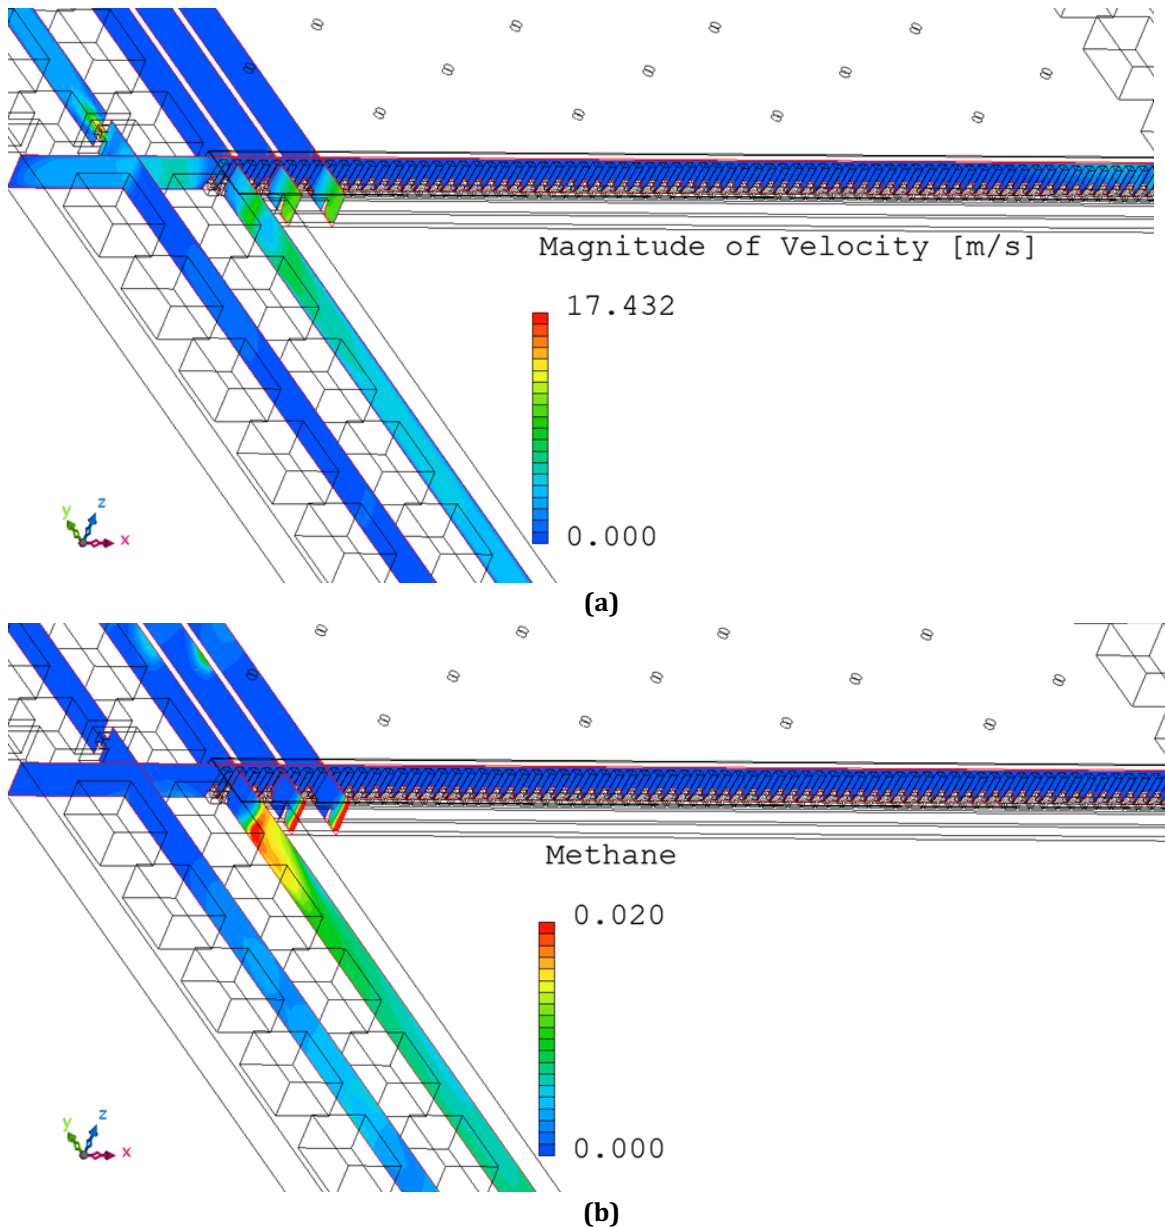 Magnitude of Velocity [m/s]
17.432
0.000
y z x
(a)
Methane
0.020
0.000
y z x
(b)